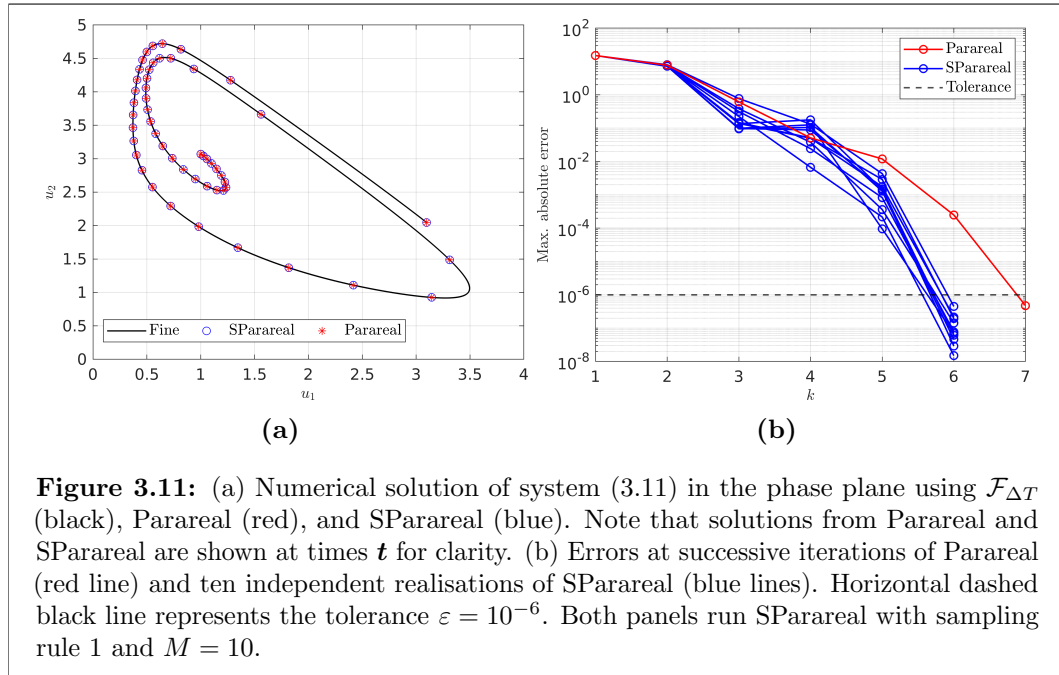 5
4.5
4
3.5
3
2.5
2
1.5
1
0.5
0
u₂
0 0.5 1 1.5 2 2.5 3 3.5 4
u₁
Fine SParareal Parareal
(a)
10²
10⁰
10⁻²
10⁻⁴
10⁻⁶
10⁻⁸
Max. absolute error
1 2 3 4 5 6 7
k
Parareal
SParareal
Tolerance
(b)
Figure 3.11: (a) Numerical solution of system (3.11) in the phase plane using ℱ_ΔT
(black), Parareal (red), and SParareal (blue). Note that solutions from Parareal and
SParareal are shown at times t for clarity. (b) Errors at successive iterations of Parareal
(red line) and ten independent realisations of SParareal (blue lines). Horizontal dashed
black line represents the tolerance ε = 10⁻⁶. Both panels run SParareal with sampling
rule 1 and M = 10.